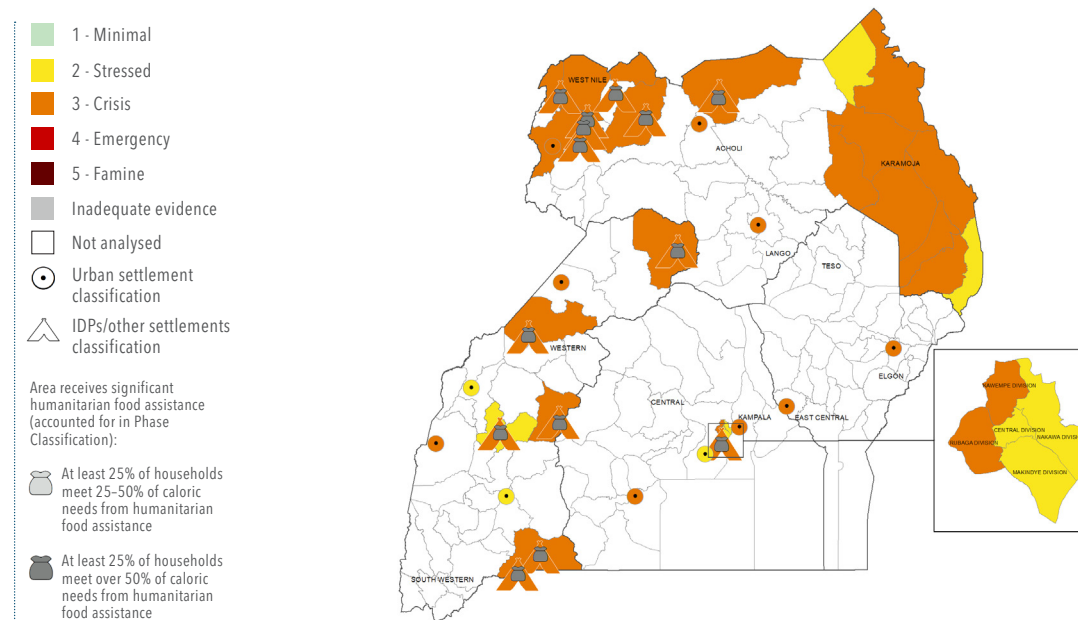 1 - Minimal
2 - Stressed
3 - Crisis
4 - Emergency
5 - Famine
Inadequate evidence
Not analysed
Urban settlement
classification
IDPs/other settlements
classification
Area receives significant
humanitarian food assistance
(accounted for in Phase
Classification):
At least 25% of households
meet 25–50% of caloric
needs from humanitarian
food assistance
At least 25% of households
meet over 50% of caloric
needs from humanitarian
food assistance
WEST NILE
ACHOLI
KARAMOJA
LANGO
TESO
WESTERN
ELGON
CENTRAL
KAMPALA
EAST CENTRAL
SOUTH WESTERN
KAWEMPE DIVISION
RUBAGA DIVISION
CENTRAL DIVISION
NAKAWA DIVISI
MAKINDYE DIVISION